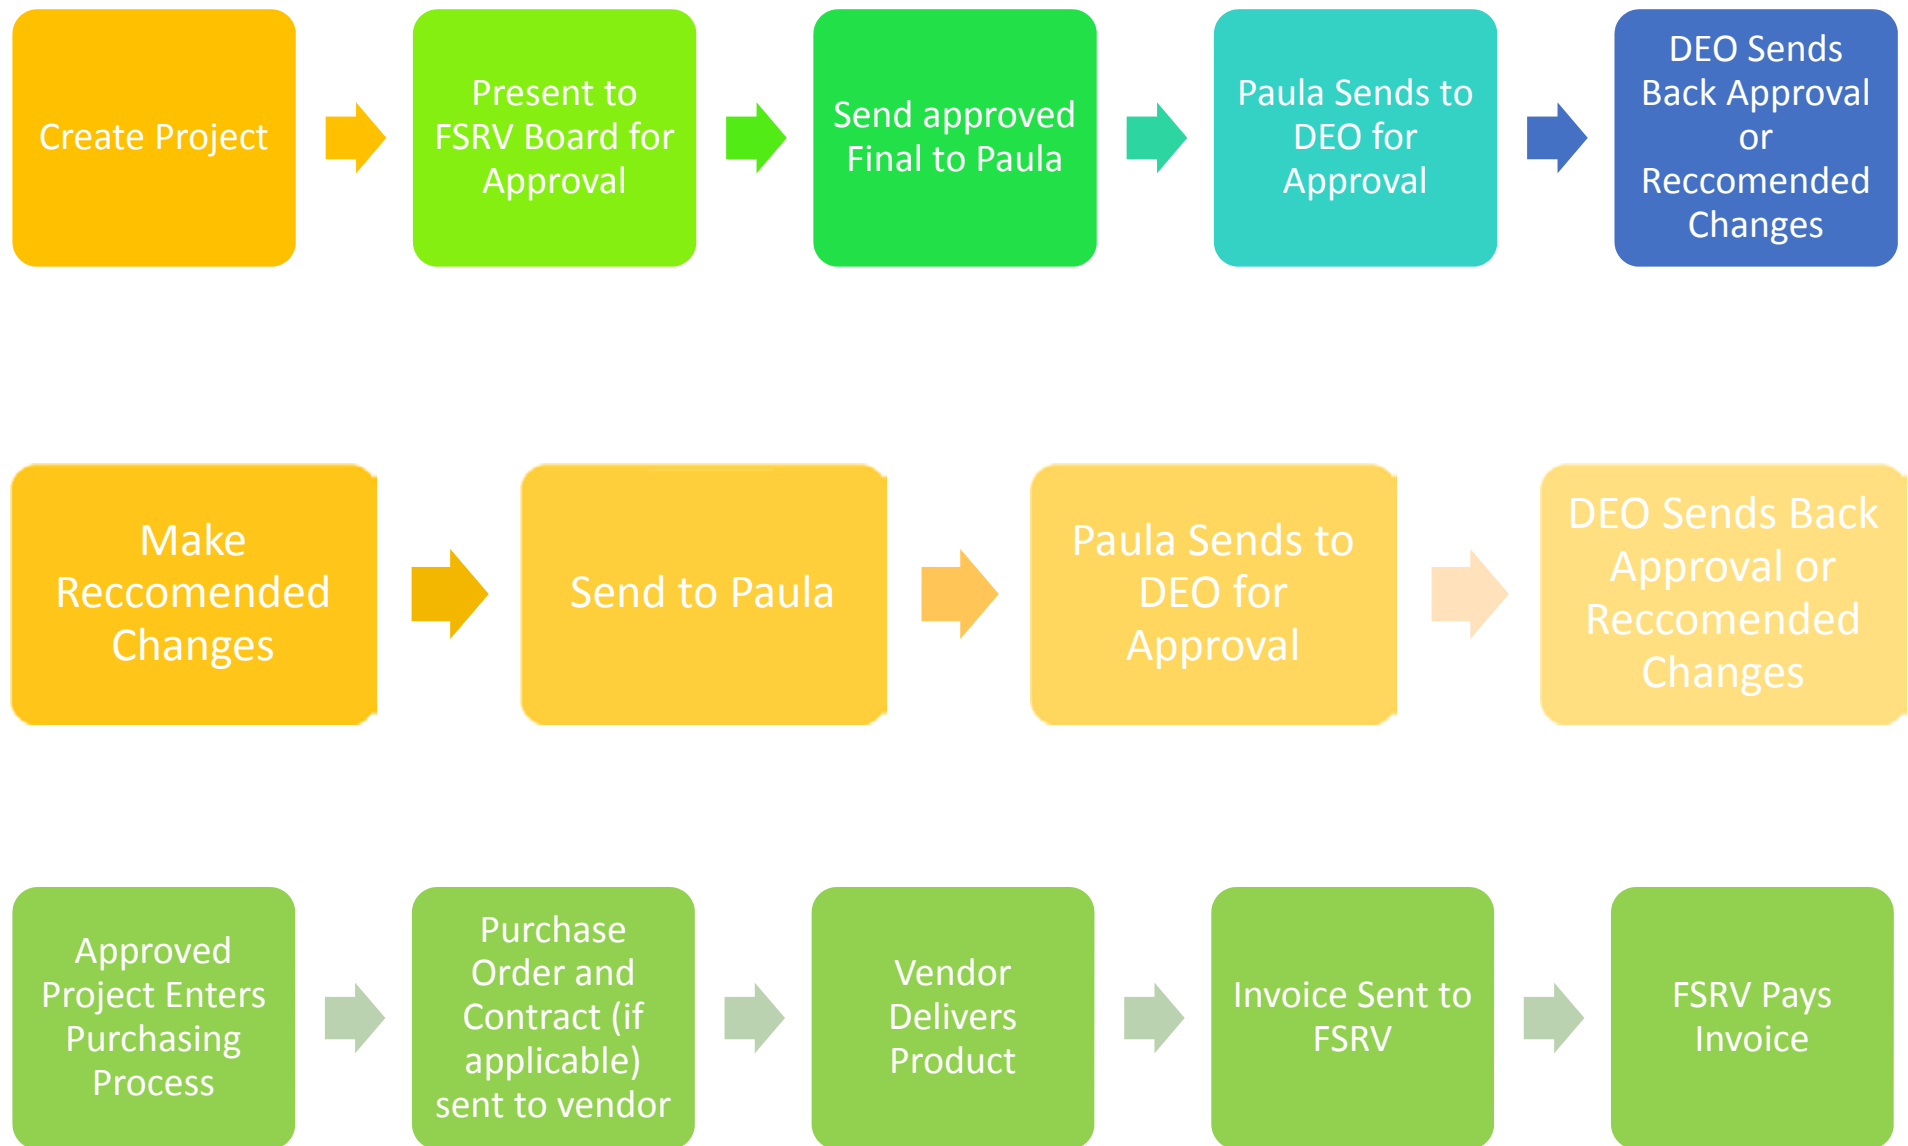 Create Project
Present to
FSRV Board for
Approval
Send approved
Final to Paula
Paula Sends to
DEO for
Approval
DEO Sends
Back Approval
or
Reccomended
Changes
Make
Reccomended
Changes
Send to Paula
Paula Sends to
DEO for
Approval
DEO Sends Back
Approval or
Reccomended
Changes
Approved
Project Enters
Purchasing
Process
Purchase
Order and
Contract (if
applicable)
sent to vendor
Vendor
Delivers
Product
Invoice Sent to
FSRV
FSRV Pays
Invoice